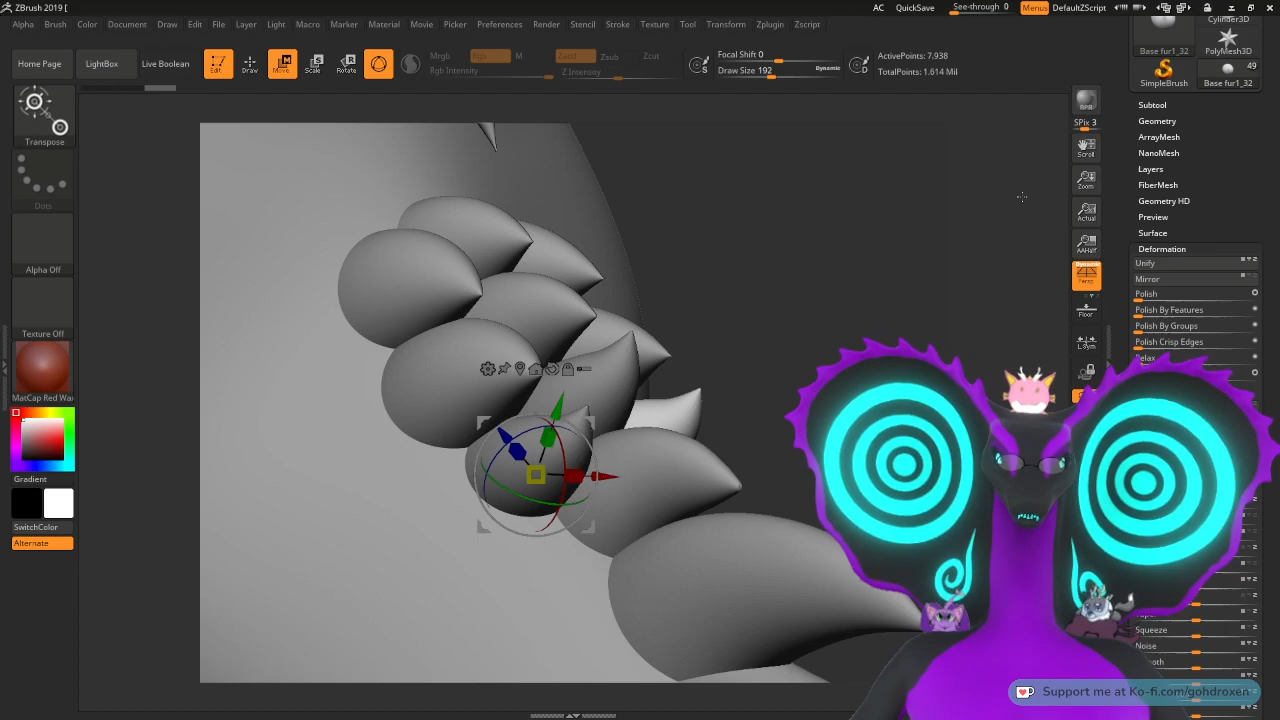 ZBrush 2019 [
AC
QuickSave
See-through 0
Menus
DefaultZScript
Hang
Alpha
Brush
Color
Document
Draw
Edit
File
Layer
Light
Macro
Marker
Material
Movie
Picker
Preferences
Render
Stencil
Stroke
Texture
Tool
Transform
Zplugin
Zscript
Home Page
LightBox
Live Boolean
Edit
Draw
Move
Scale
Rotate
Mrgb
Rgb
M
Rgb Intensity
Zadd
Zsub
Zcut
Z Intensity
Focal Shift 0
Draw Size 192
Dynamic
ActivePoints: 7,938
TotalPoints: 1.614 Mil
Transpose
Dots
Alpha Off
Texture Off
MatCap Red Wax
Gradient
SwitchColor
Alternate
BPR
SPix 3
Scroll
Zoom
Actual
AAHalf
Dynamic
Persp
Floor
L.Sym
Cylinder3D
Base fur1_32
PolyMesh3D
49
SimpleBrush
Base fur1_32
Subtool
Geometry
ArrayMesh
NanoMesh
Layers
FiberMesh
Geometry HD
Preview
Surface
Deformation
Unify
Mirror
Polish
Polish By Features
Polish By Groups
Polish Crisp Edges
Relax
Squeeze
Noise
Support me at Ko-fi.com/gohdroxen